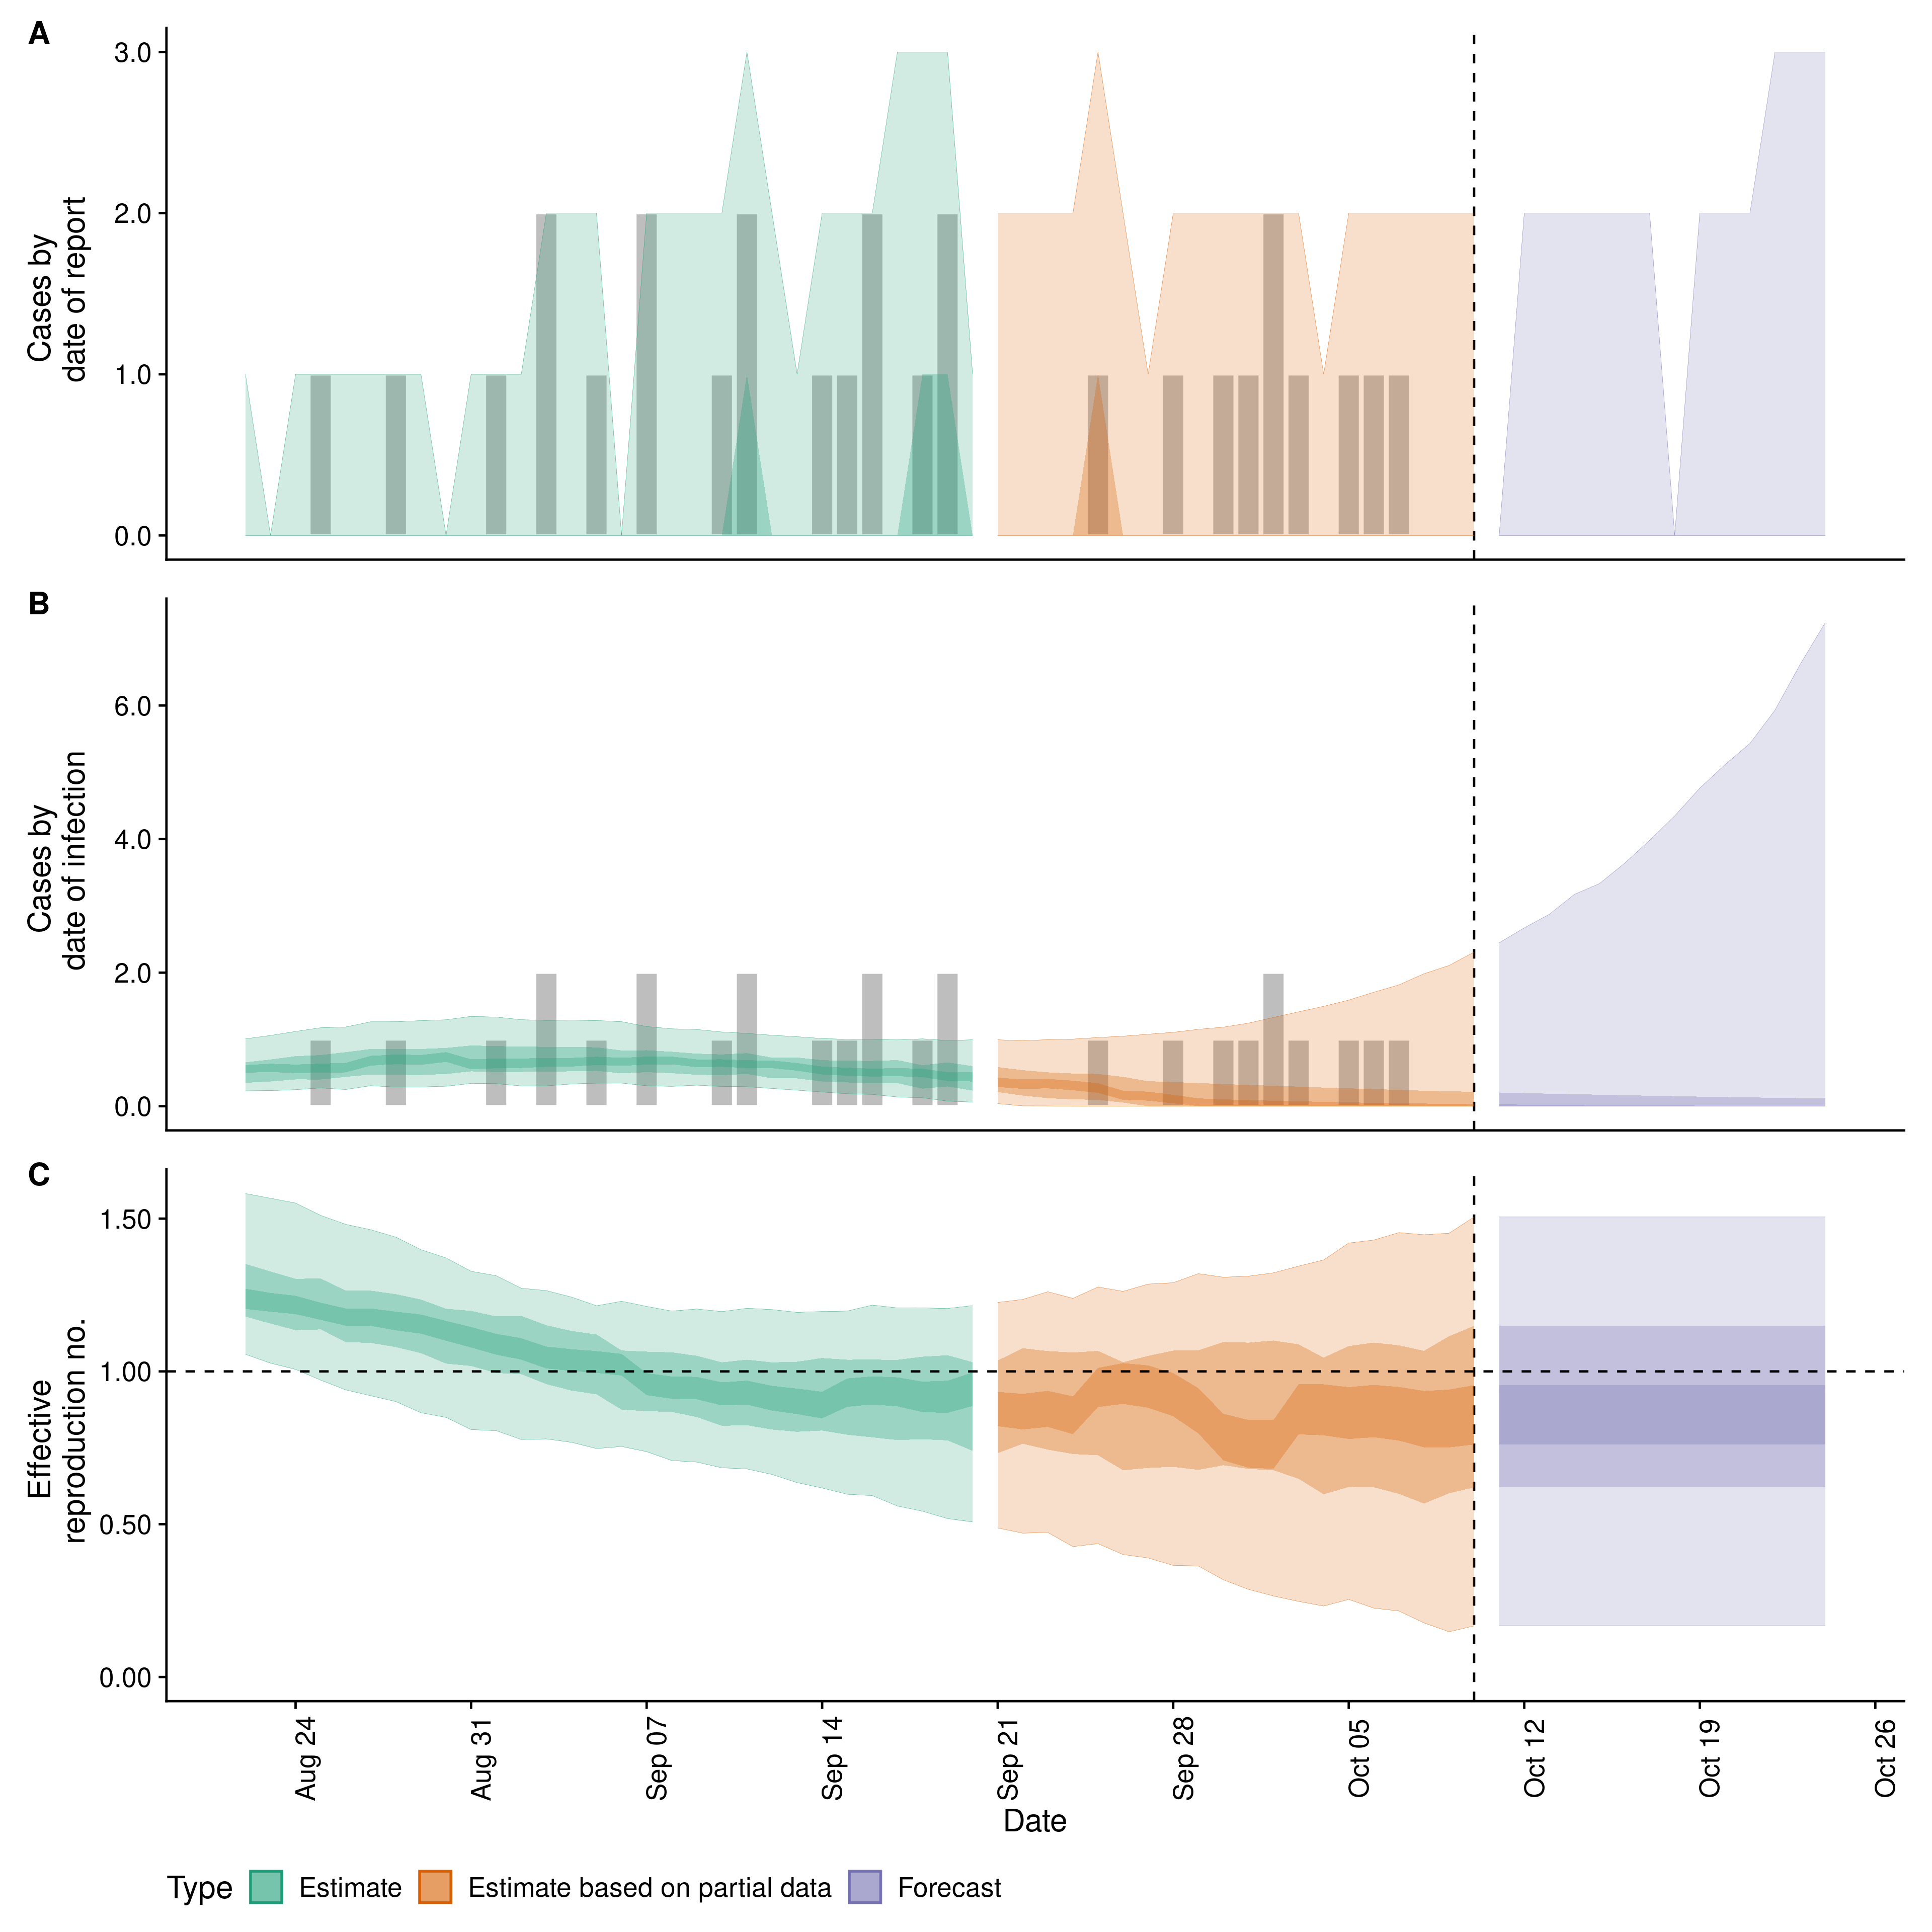 A
Cases by
date of report
3.0
2.0
1.0
0.0
B
Cases by
date of infection
6.0
4.0
2.0
0.0
C
Effective
reproduction no.
1.50
1.00
0.50
0.00
Aug 24
Aug 31
Sep 07
Sep 14
Sep 21
Sep 28
Oct 05
Oct 12
Oct 19
Oct 26
Date
Type Estimate Estimate based on partial data Forecast